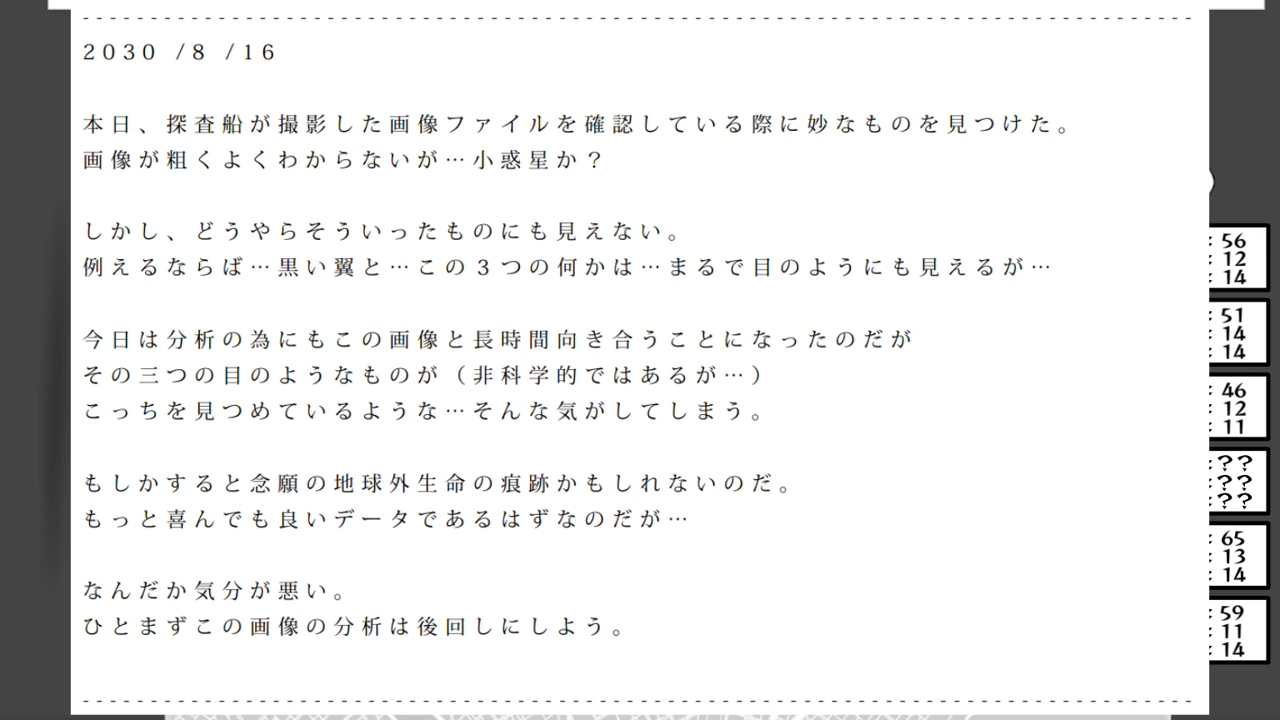 2030 /8 /16
本日、探査船が撮影した画像ファイルを確認している際に妙なものを見つけた。
画像が粗くよくわからないが…小惑星か？
しかし、どうやらそういったものにも見えない。
例えるならば…黒い翼と…この３つの何かは…まるで目のようにも見えるが…
今日は分析の為にもこの画像と長時間向き合うことになったのだが
その三つの目のようなものが（非科学的ではあるが…）
こっちを見つめているような…そんな気がしてしまう。
もしかすると念願の地球外生命の痕跡かもしれないのだ。
もっと喜んでも良いデータであるはずなのだが…
なんだか気分が悪い。
ひとまずこの画像の分析は後回しにしよう。
: 56
: 12
: 14
: 51
: 14
: 14
: 46
: 12
: 11
: ??
: ??
: ??
: 65
: 13
: 14
: 59
: 11
: 14